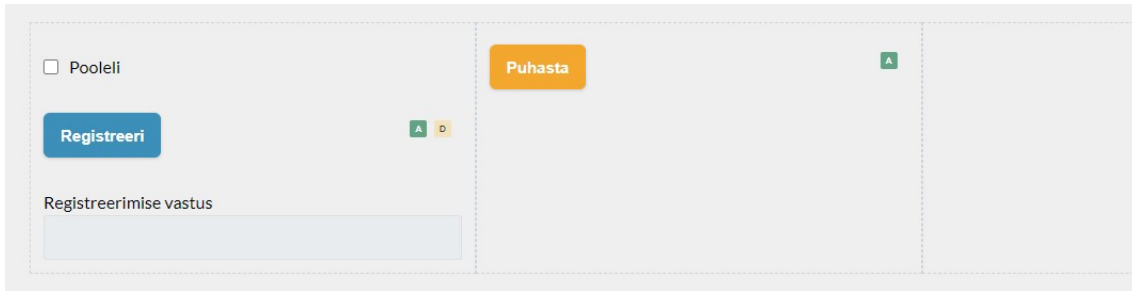 Pooleli
Puhasta
A
Registreeri
A D
Registreerimise vastus